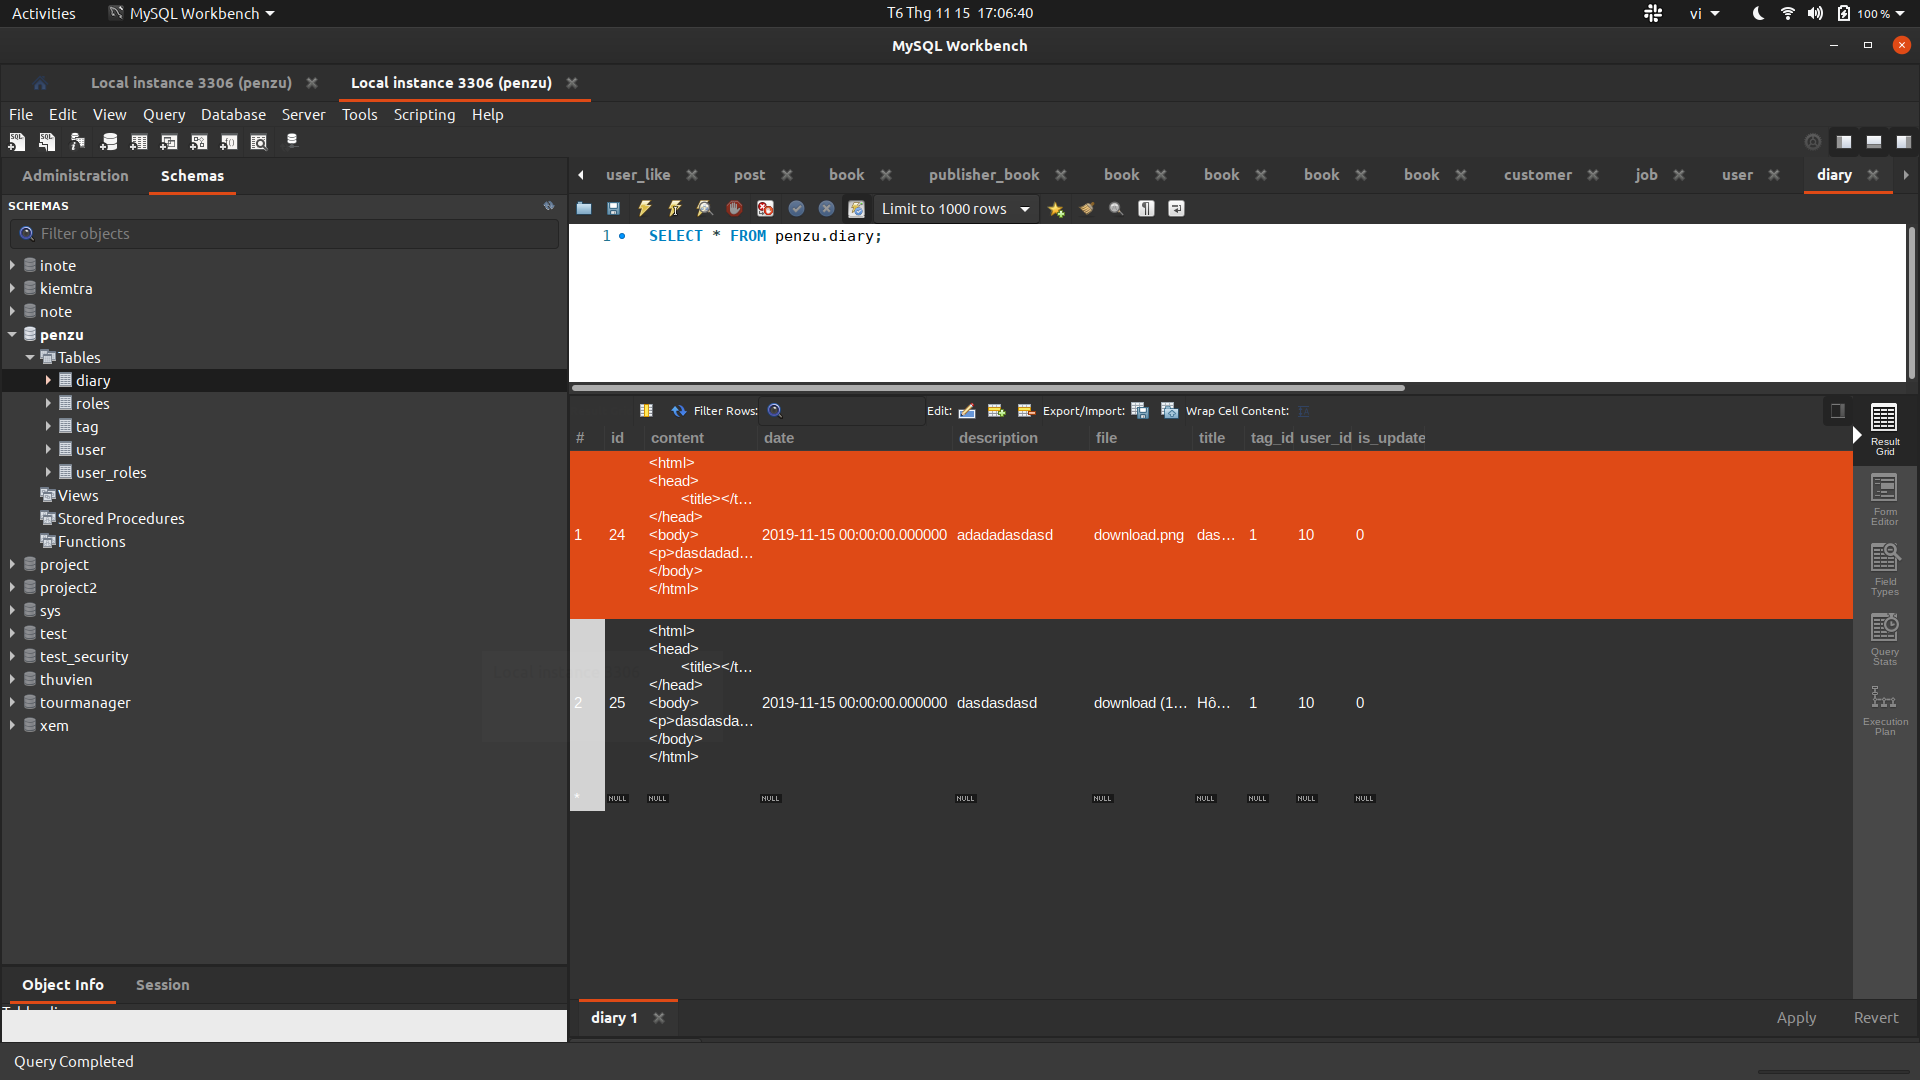 Activities MySQL Workbench T6 Thg 11 15 17:06:40 vi 100 %
MySQL Workbench
Local instance 3306 (penzu) Local instance 3306 (penzu)
File Edit View Query Database Server Tools Scripting Help
Administration Schemas
user_like post book publisher_book book book book book customer job user diary
SCHEMAS
Limit to 1000 rows
Filter objects
1 SELECT * FROM penzu.diary;
inote
kiemtra
note
penzu
Tables
diary
roles
tag
user
user_roles
Views
Stored Procedures
Functions
project
project2
sys
test
test_security
thuvien
tourmanager
xem
Filter Rows: Edit: Export/Import: Wrap Cell Content:
# id content date description file title tag_id user_id is_update
<html>
<head>
<title></t...
</head>
1 24 <body> 2019-11-15 00:00:00.000000 adadadasdasd download.png das... 1 10 0
<p>dasdadad...
</body>
</html>
<html>
<head>
<title></t...
</head>
2 25 <body> 2019-11-15 00:00:00.000000 dasdasdasd download (1... Hô... 1 10 0
<p>dasdasda...
</body>
</html>
* NULL NULL NULL NULL NULL NULL NULL NULL NULL
Result
Grid
Form
Editor
Field
Types
Query
Stats
Execution
Plan
Object Info Session
diary 1 Apply Revert
Query Completed